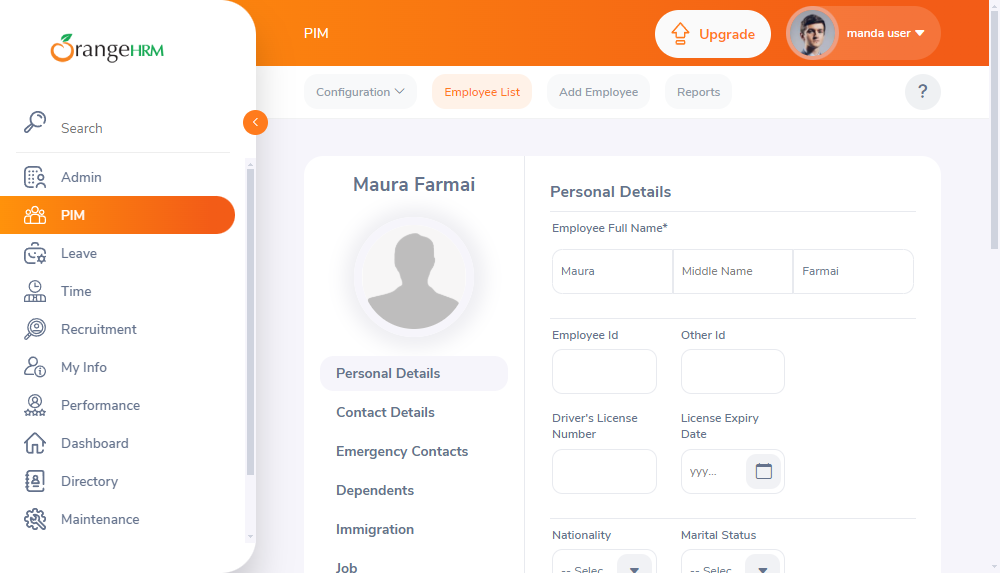 OrangeHRM
Search
Admin
PIM
Leave
Time
Recruitment
My Info
Performance
Dashboard
Directory
Maintenance
PIM
Upgrade
manda user
Configuration
Employee List
Add Employee
Reports
?
Maura Farmai
Personal Details
Contact Details
Emergency Contacts
Dependents
Immigration
Job
Personal Details
Employee Full Name*
Maura
Middle Name
Farmai
Employee Id
Other Id
Driver's License
Number
License Expiry
Date
yyy...
Nationality
Marital Status
-- Selec
-- Selec